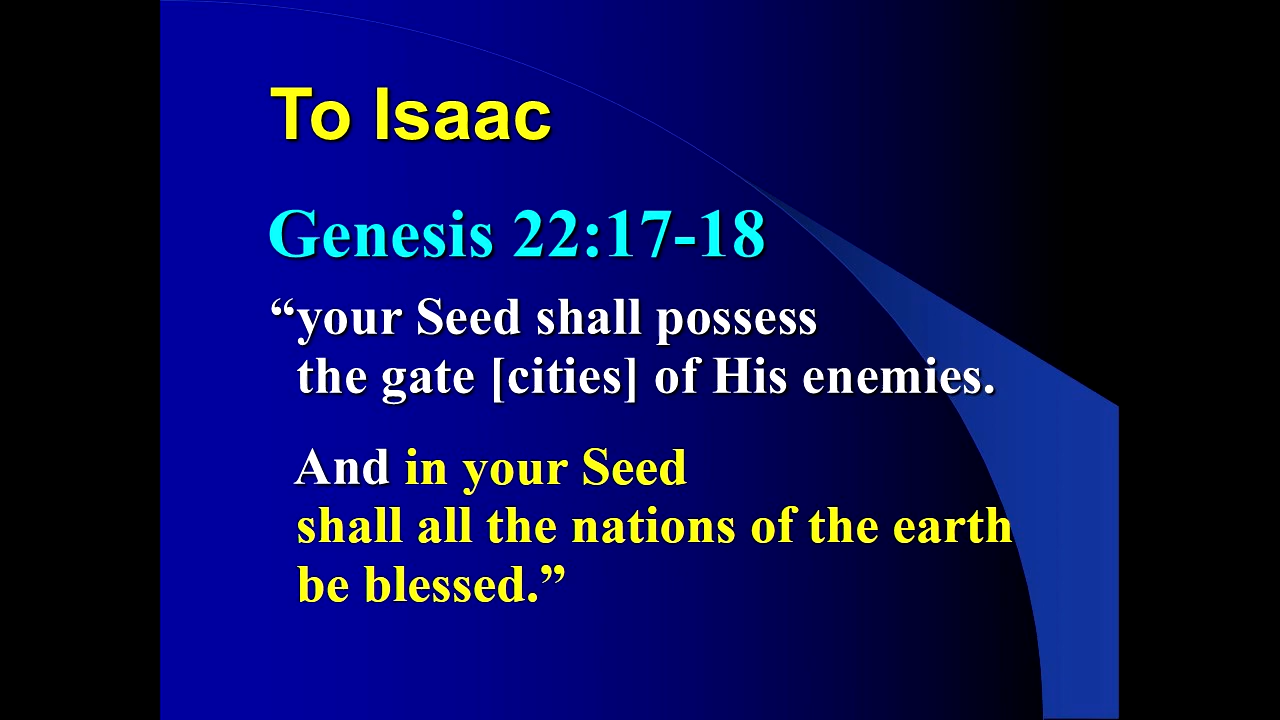 To Isaac
Genesis 22:17-18
“your Seed shall possess
the gate [cities] of His enemies.
And in your Seed
shall all the nations of the earth
be blessed.”